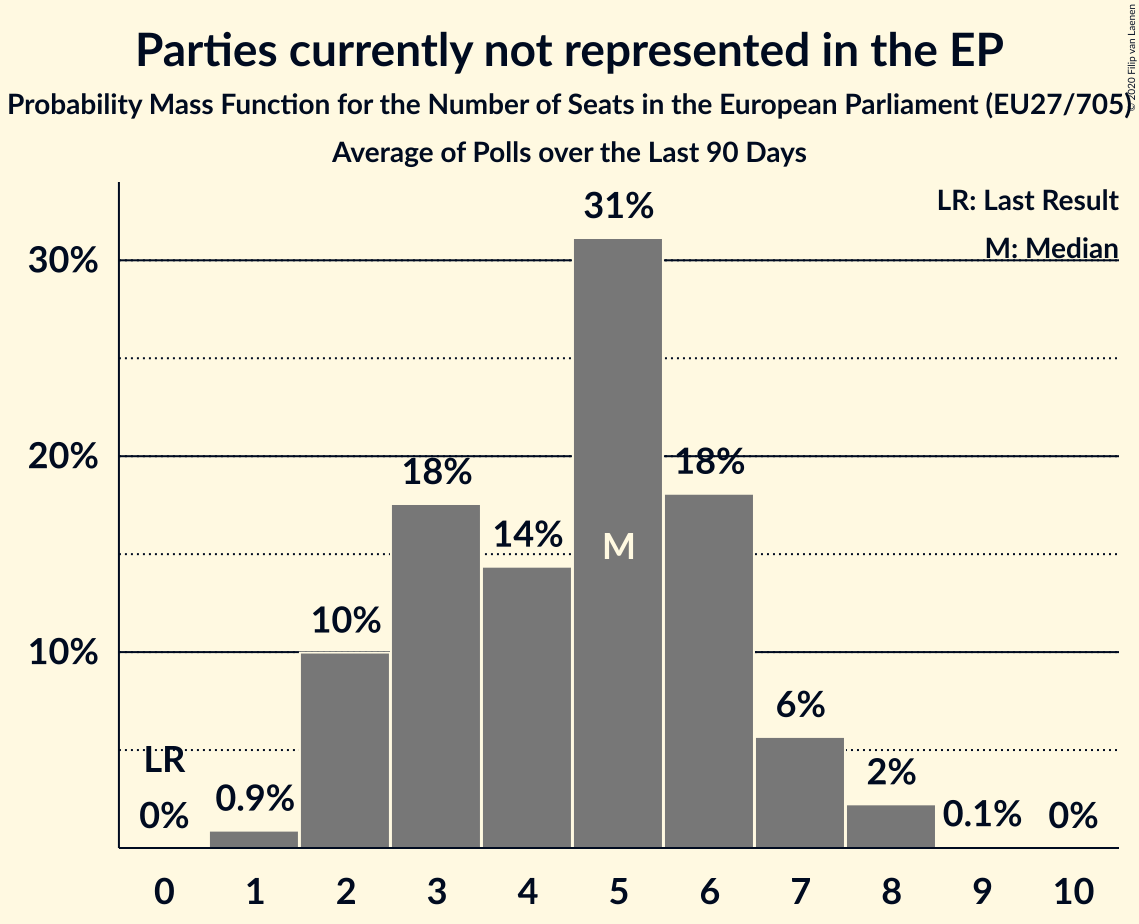 Parties currently not represented in the EP
Probability Mass Function for the Number of Seats in the European Parliament (EU27/705)
Average of Polls over the Last 90 Days
© 2020 Filip van Laenen
LR: Last Result
M: Median
30%
20%
10%
LR
0%
0.9%
10%
18%
14%
31%
M
18%
6%
2%
0.1%
0%
0 1 2 3 4 5 6 7 8 9 10